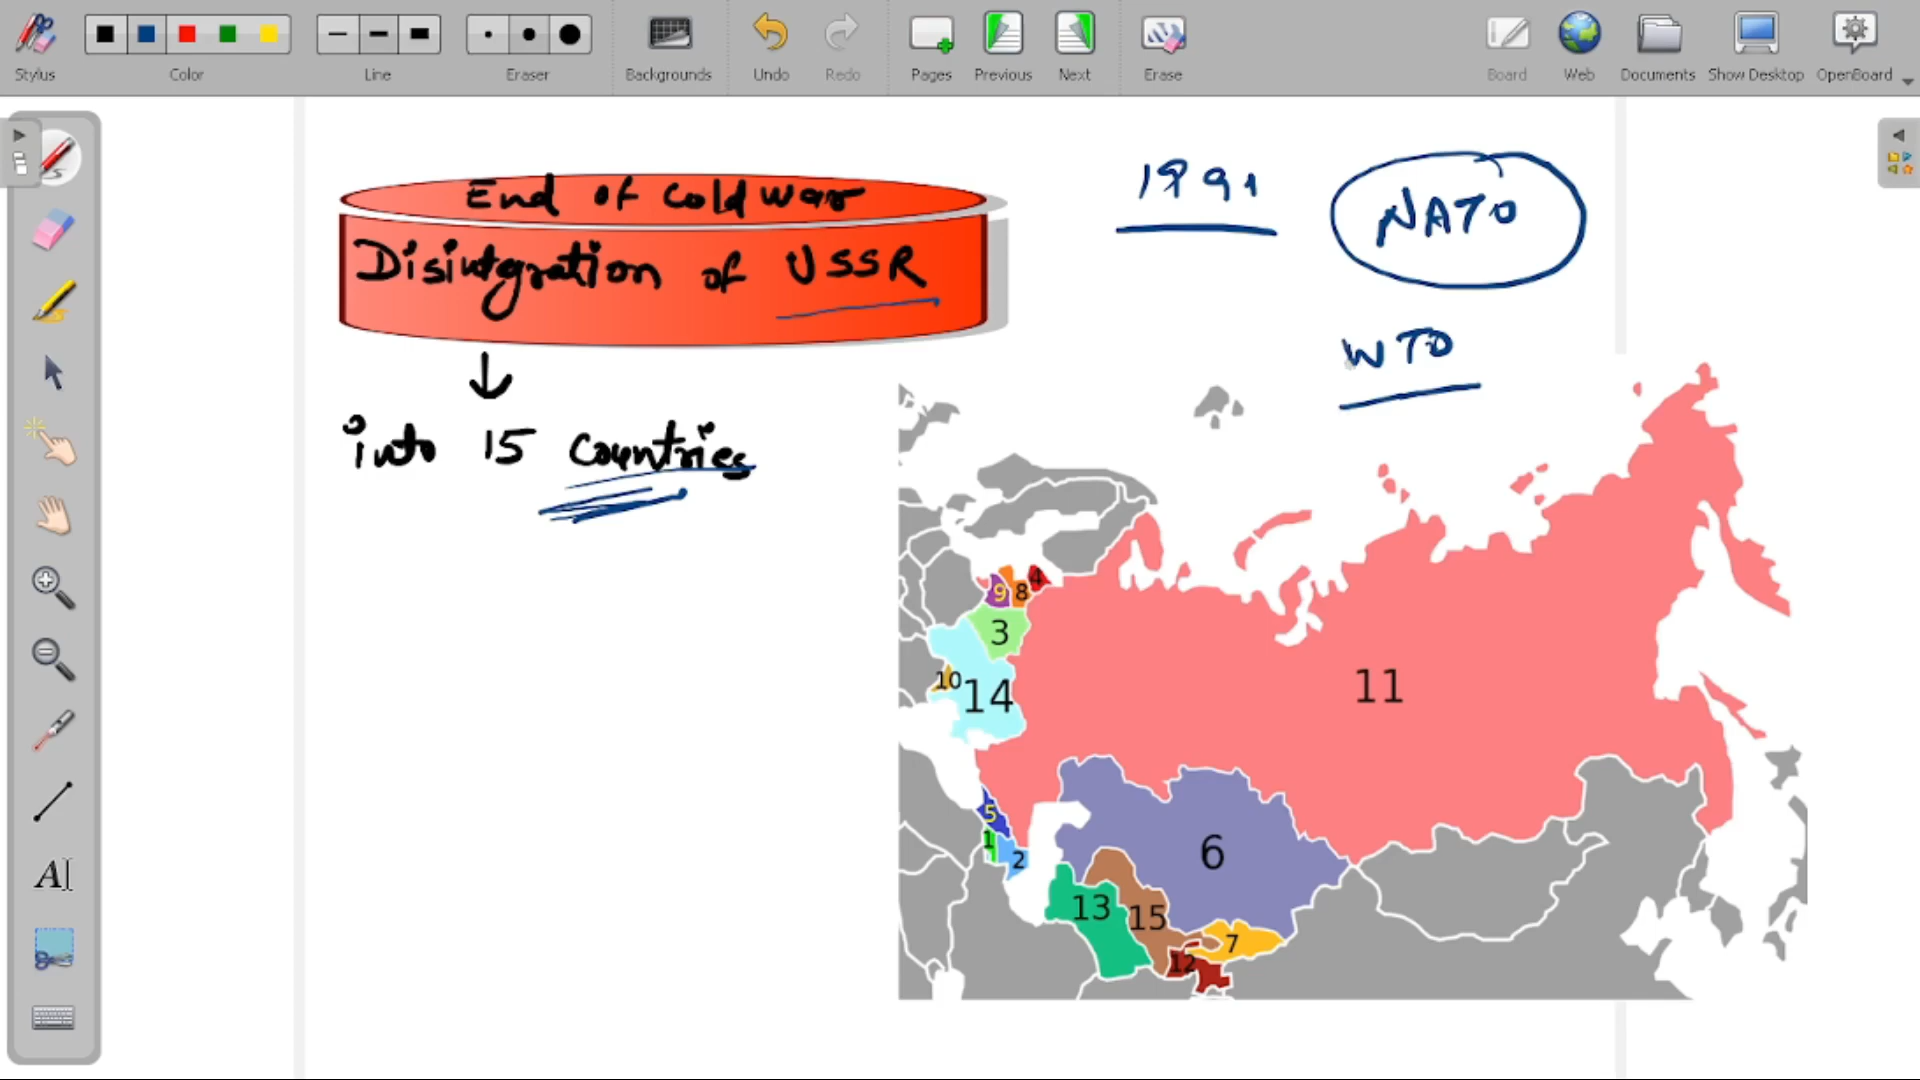 Stylus
Color
Line
Eraser
Backgrounds
Undo
Redo
Pages
Previous
Next
Erase
Board
Web
Documents
Show Desktop
OpenBoard
End of Cold War
Disintgration of USSR
into 15 Countries
1991
NATO
WTO
9
8
4
3
10
14
11
5
1
2
6
13
15
7
12
A